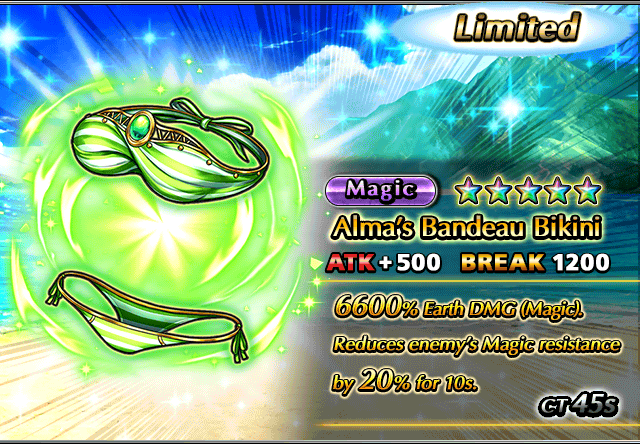 Limited
Magic
Alma's Bandeau Bikini
ATK+500 BREAK 1200
6600% Earth DMG (Magic).
Reduces enemy's Magic resistance
by 20% for 10s.
CT 45s